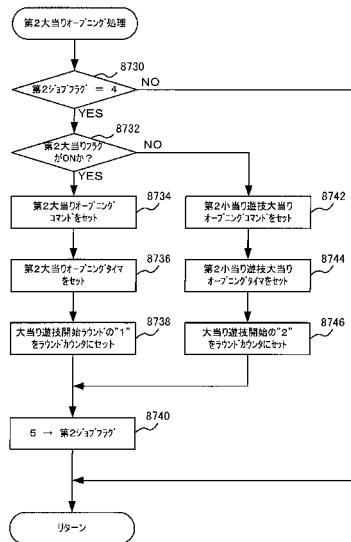 第2大当りオープニング処理
8730
第2ジョブフラグ = 4
NO
YES
8732
第2大当りフラグ
がONか?
NO
YES
8734
第2大当りオープニング
コマンドをセット
8742
第2小当り遊技大当り
オープニングコマンドをセット
8736
第2大当りオープニングタイマ
をセット
8744
第2小当り遊技大当り
オープニングタイマをセット
8738
大当り遊技開始ラウンドの"1"
をラウンドカウンタにセット
8746
大当り遊技開始の"2"
をラウンドカウンタにセット
8740
5 → 第2ジョブフラグ
リターン